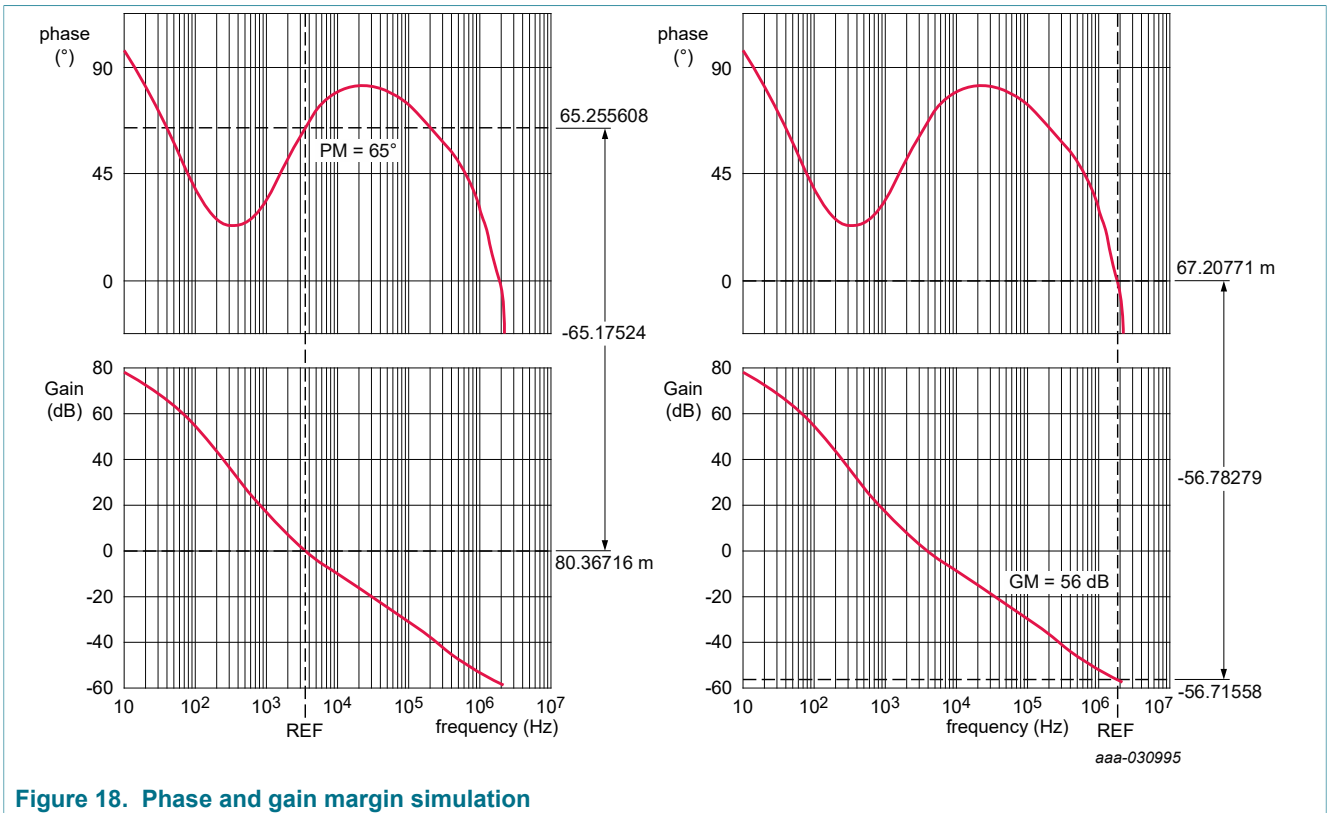 phase
(°)
90
45
0
PM = 65°
65.255608
-65.17524
Gain
(dB)
80
60
40
20
0
-20
-40
-60
80.36716 m
10 10² 10³ 10⁴ 10⁵ 10⁶ 10⁷
REF
frequency (Hz)
phase
(°)
90
45
0
67.20771 m
Gain
(dB)
80
60
40
20
0
-20
-40
-60
GM = 56 dB
-56.78279
-56.71558
10 10² 10³ 10⁴ 10⁵ 10⁶ 10⁷
frequency (Hz)
REF
aaa-030995
Figure 18. Phase and gain margin simulation